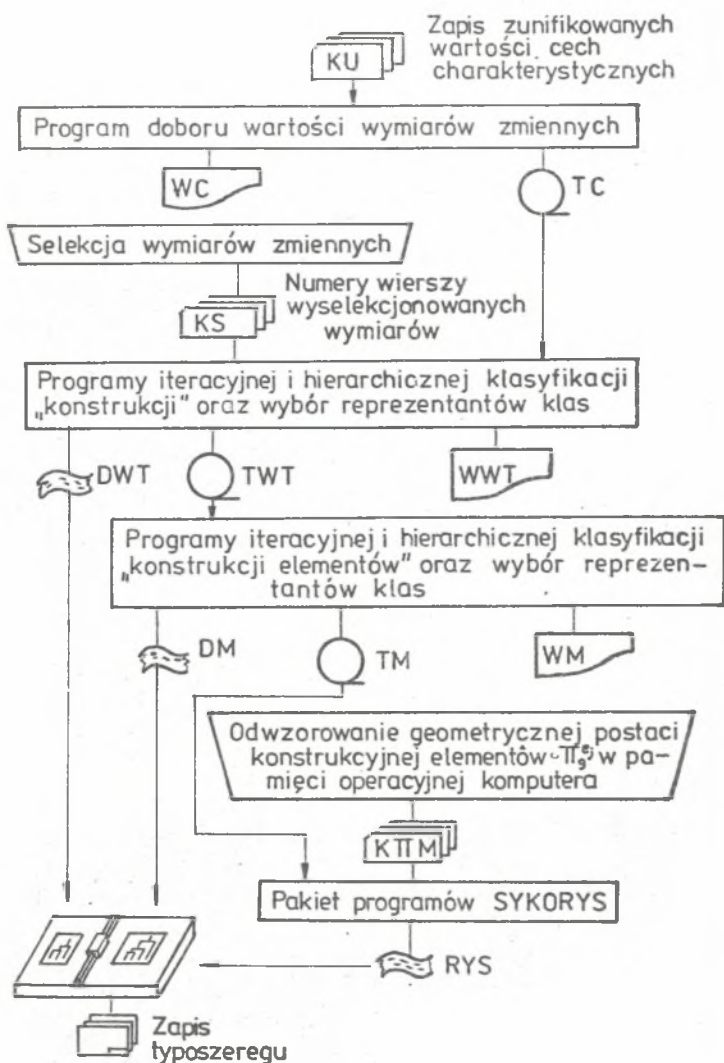 Zapis zunifikowanych
wartości cech
charakterystycznych
KU
Program doboru wartości wymiarów zmiennych
WC
TC
Selekcja wymiarów zmiennych
Numery wierszy
wyselekcjonowanych
wymiarów
KS
Programy iteracyjnej i hierarchicznej klasyfikacji
„konstrukcji" oraz wybór reprezentantów klas
DWT
TWT
WWT
Programy iteracyjnej i hierarchicznej klasyfikacji
„konstrukcji elementów" oraz wybór reprezen-
tantów klas
DM
TM
WM
Odwzorowanie geometrycznej postaci
konstrukcyjnej elementów w pa-
mięci operacyjnej komputera
KΠM
Pakiet programów SYKORYS
RYS
Zapis
typoszeregu